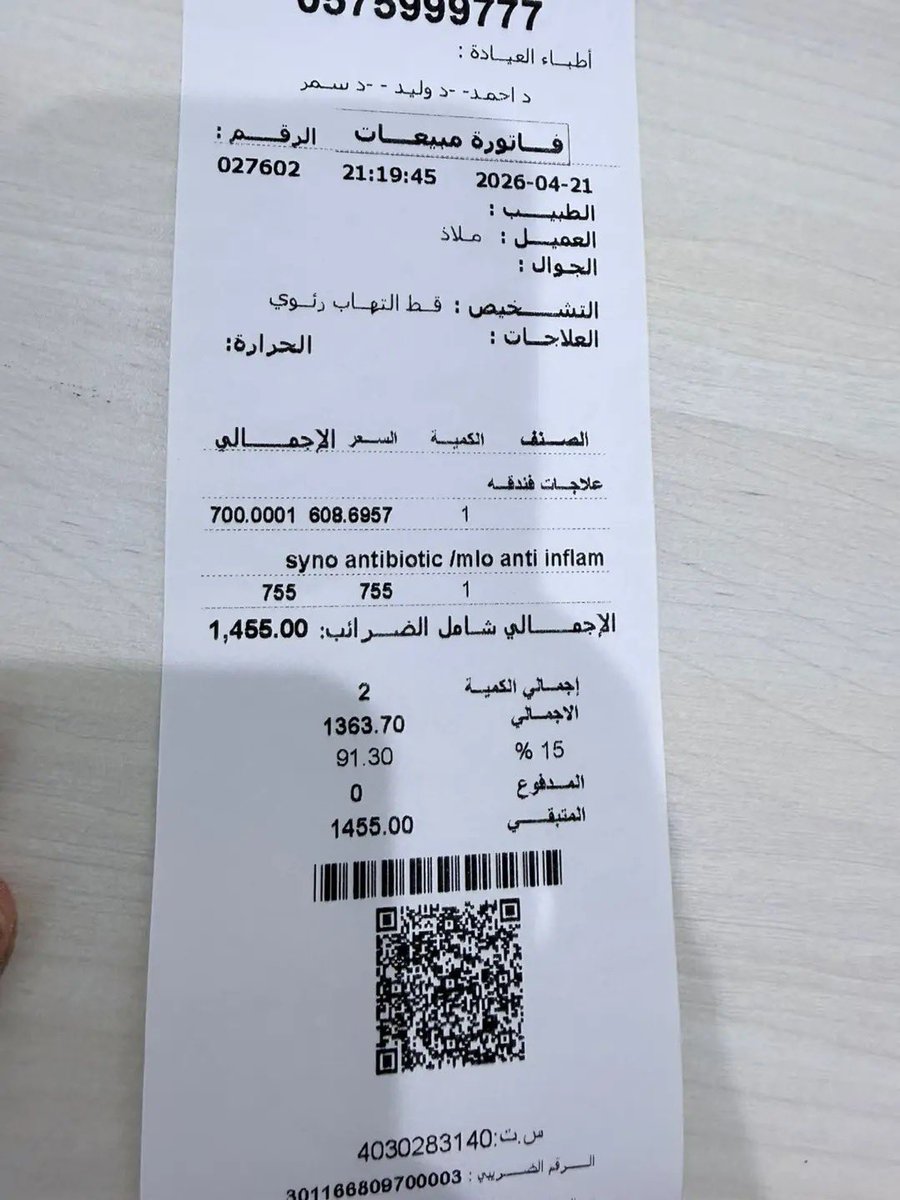 0575999777
أطباء العيادة :
د احمد- -د وليد - -د سمر
فاتورة مبيعات الرقم :
2026-04-21 21:19:45 027602
الطبيب :
العميل : ملاذ
الجوال :
التشخيص : قط التهاب رئوي
العلاجات : الحرارة:
الصنف الكمية السعر الإجمالي
علاجات فندقه
1 608.6957 700.0001
syno antibiotic /mlo anti inflam
1 755 755
الإجمالي شامل الضرائب: 1,455.00
إجمالي الكمية 2
الاجمالي 1363.70
15 % 91.30
المدفوع 0
المتبقي 1455.00
س.ت:4030283140
الرقم الضريبي : 301166809700003